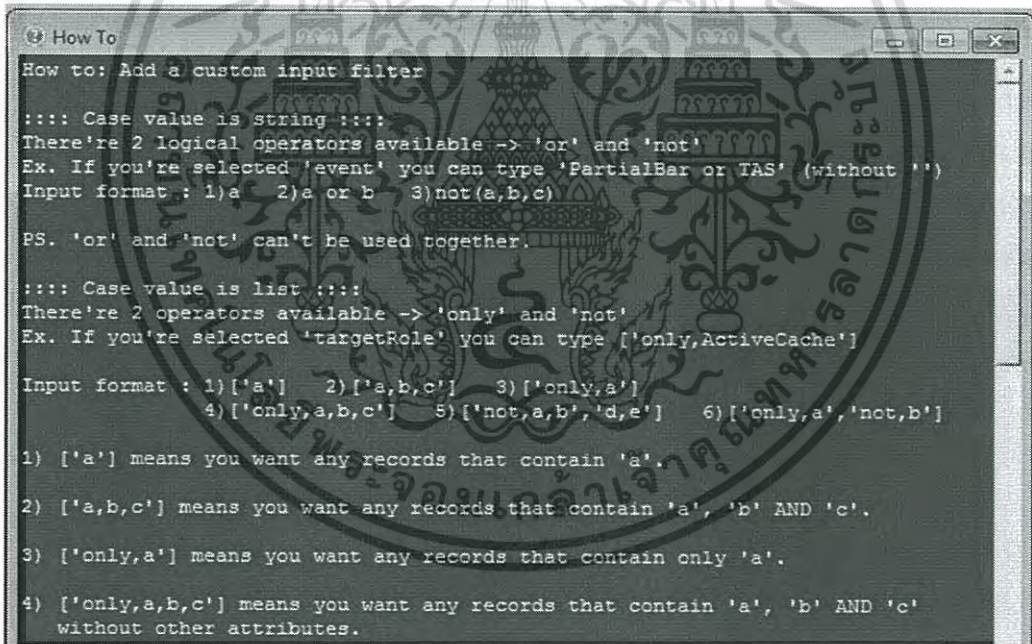 How To
How to: Add a custom input filter
:::: Case value is string ::::
There're 2 logical operators available -> 'or' and 'not'
Ex. If you're selected 'event' you can type 'PartialBar or TAS' (without '')
Input format : 1)a 2)a or b 3)not(a,b,c)
PS. 'or' and 'not' can't be used together.
:::: Case value is list ::::
There're 2 operators available -> 'only' and 'not'
Ex. If you're selected 'targetRole' you can type ['only,ActiveCache']
Input format : 1)['a'] 2)['a,b,c'] 3)['only,a']
4)['only,a,b,c'] 5)['not,a,b','d,e'] 6)['only,a','not,b']
1) ['a'] means you want any records that contain 'a'.
2) ['a,b,c'] means you want any records that contain 'a', 'b' AND 'c'.
3) ['only,a'] means you want any records that contain only 'a'.
4) ['only,a,b,c'] means you want any records that contain 'a', 'b' AND 'c'
without other attributes.